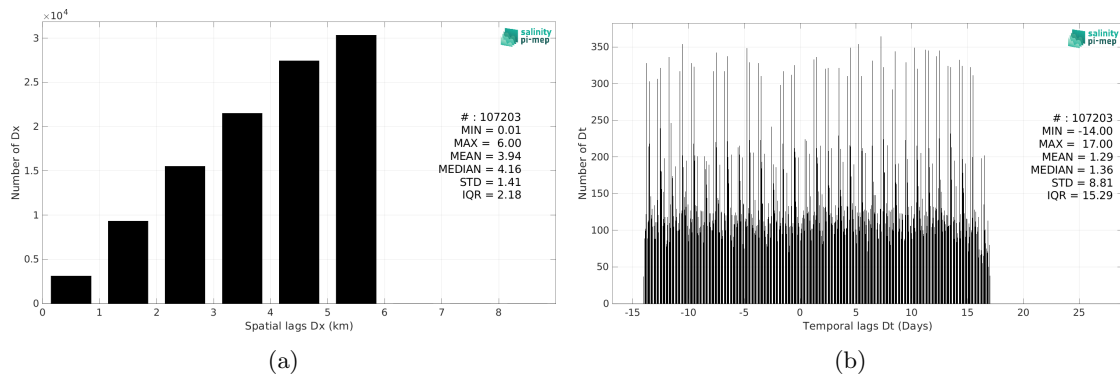 ×10⁴
3
2.5
2
1.5
1
0.5
0
Number of Dx
0 1 2 3 4 5 6 7 8
Spatial lags Dx (km)
salinity
pi-mep
# : 107203
MIN = 0.01
MAX = 6.00
MEAN = 3.94
MEDIAN = 4.16
STD = 1.41
IQR = 2.18
(a)
350
300
250
200
150
100
50
0
Number of Dt
-15 -10 -5 0 5 10 15 20 25
Temporal lags Dt (Days)
salinity
pi-mep
# : 107203
MIN = -14.00
MAX = 17.00
MEAN = 1.29
MEDIAN = 1.36
STD = 8.81
IQR = 15.29
(b)